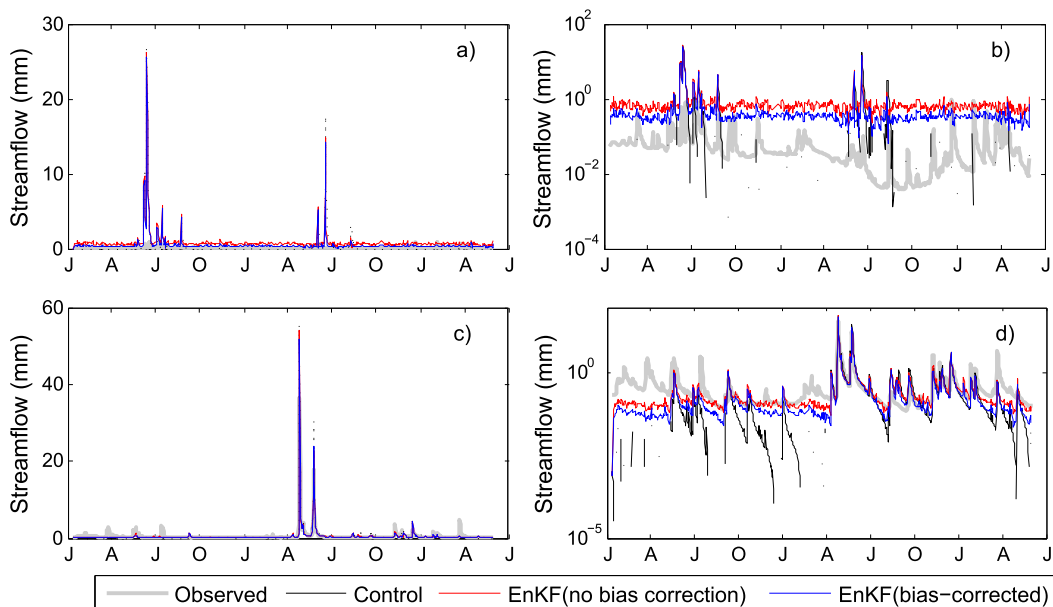 30
20
10
0
Streamflow (mm)
a)
J A J O J A J O J A J
10^2
10^0
10^-2
10^-4
Streamflow (mm)
b)
J A J O J A J O J A J
60
40
20
0
Streamflow (mm)
c)
J A J O J A J O J A J
10^0
10^-5
Streamflow (mm)
d)
J A J O J A J O J A J
Observed Control EnKF(no bias correction) EnKF(bias−corrected)